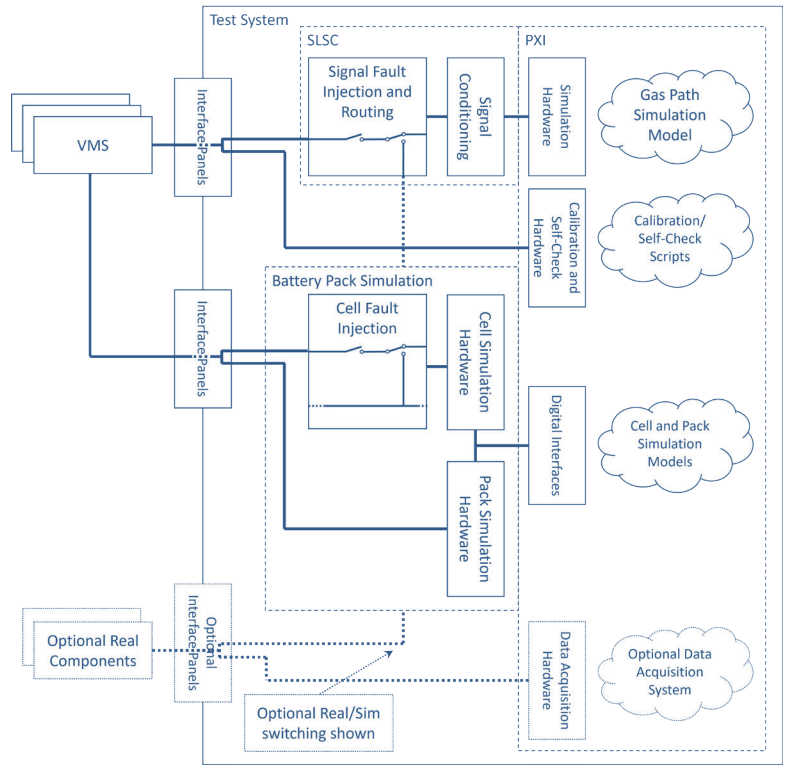 Test System
SLSC
PXI
Interface Panels
Signal Fault
Injection and
Routing
Signal
Conditioning
Simulation
Hardware
Gas Path
Simulation
Model
VMS
Calibration and
Self-Check
Hardware
Calibration/
Self-Check
Scripts
Battery Pack Simulation
Interface Panels
Cell Fault
Injection
Cell Simulation
Hardware
Digital Interfaces
Cell and Pack
Simulation
Models
Pack Simulation
Hardware
Optional Real
Components
Optional
Interface Panels
Data Acquisition
Hardware
Optional Data
Acquisition
System
Optional Real/Sim
switching shown